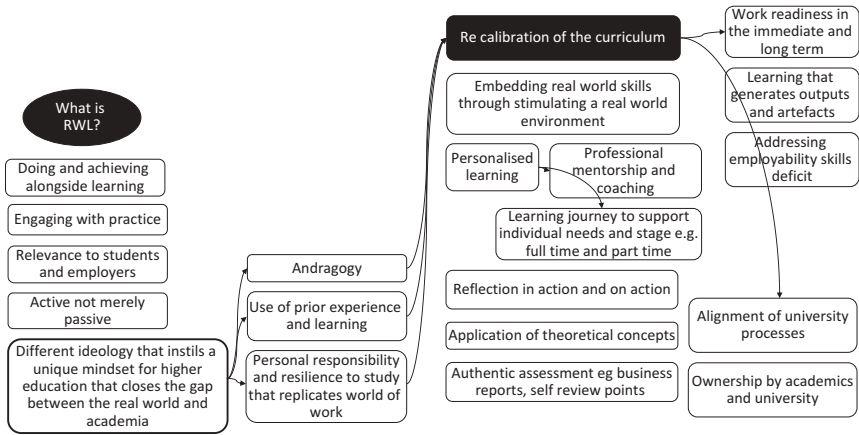 What is
RWL?
Doing and achieving
alongside learning
Engaging with practice
Relevance to students
and employers
Active not merely
passive
Different ideology that instils a
unique mindset for higher
education that closes the gap
between the real world and
academia
Andragogy
Use of prior experience
and learning
Personal responsibility
and resilience to study
that replicates world of
work
Re calibration of the curriculum
Embedding real world skills
through stimulating a real world
environment
Personalised
learning
Professional
mentorship and
coaching
Learning journey to support
individual needs and stage e.g.
full time and part time
Reflection in action and on action
Application of theoretical concepts
Authentic assessment eg business
reports, self review points
Work readiness in
the immediate and
long term
Learning that
generates outputs
and artefacts
Addressing
employability skills
deficit
Alignment of university
processes
Ownership by academics
and university